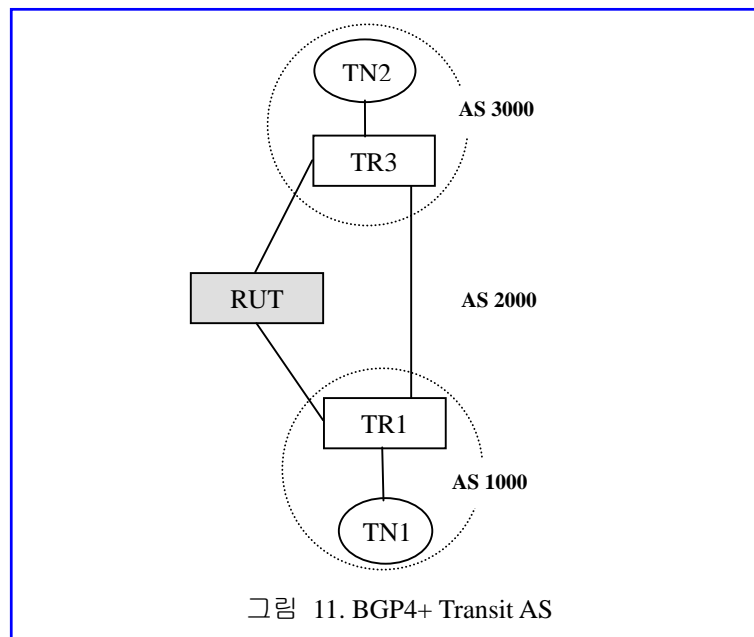 TN2
AS 3000
TR3
RUT
AS 2000
TR1
AS 1000
TN1
그림 11. BGP4+ Transit AS